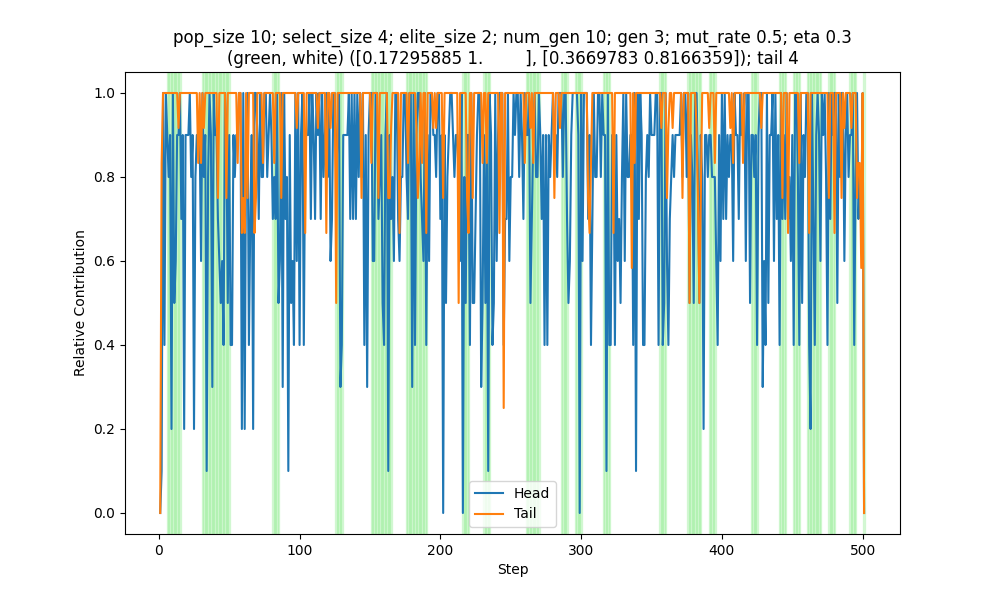 pop_size 10; select_size 4; elite_size 2; num_gen 10; gen 3; mut_rate 0.5; eta 0.3
(green, white) ([0.17295885 1.        ], [0.3669783 0.8166359]); tail 4
1.0
0.8
0.6
0.4
0.2
0.0
Relative Contribution
Head
Tail
0
100
200
300
400
500
Step